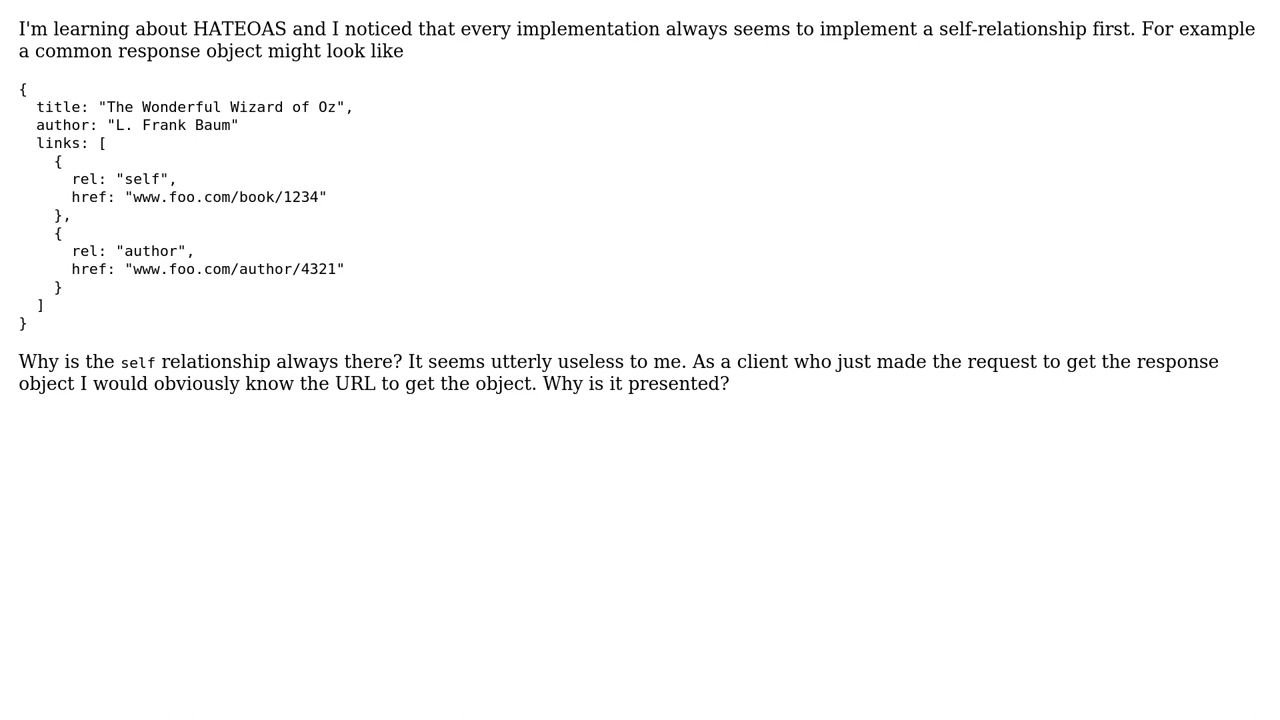 I'm learning about HATEOAS and I noticed that every implementation always seems to implement a self-relationship first. For example
a common response object might look like
{
  title: "The Wonderful Wizard of Oz",
  author: "L. Frank Baum"
  links: [
    {
      rel: "self",
      href: "www.foo.com/book/1234"
    },
    {
      rel: "author",
      href: "www.foo.com/author/4321"
    }
  ]
}
Why is the self relationship always there? It seems utterly useless to me. As a client who just made the request to get the response
object I would obviously know the URL to get the object. Why is it presented?